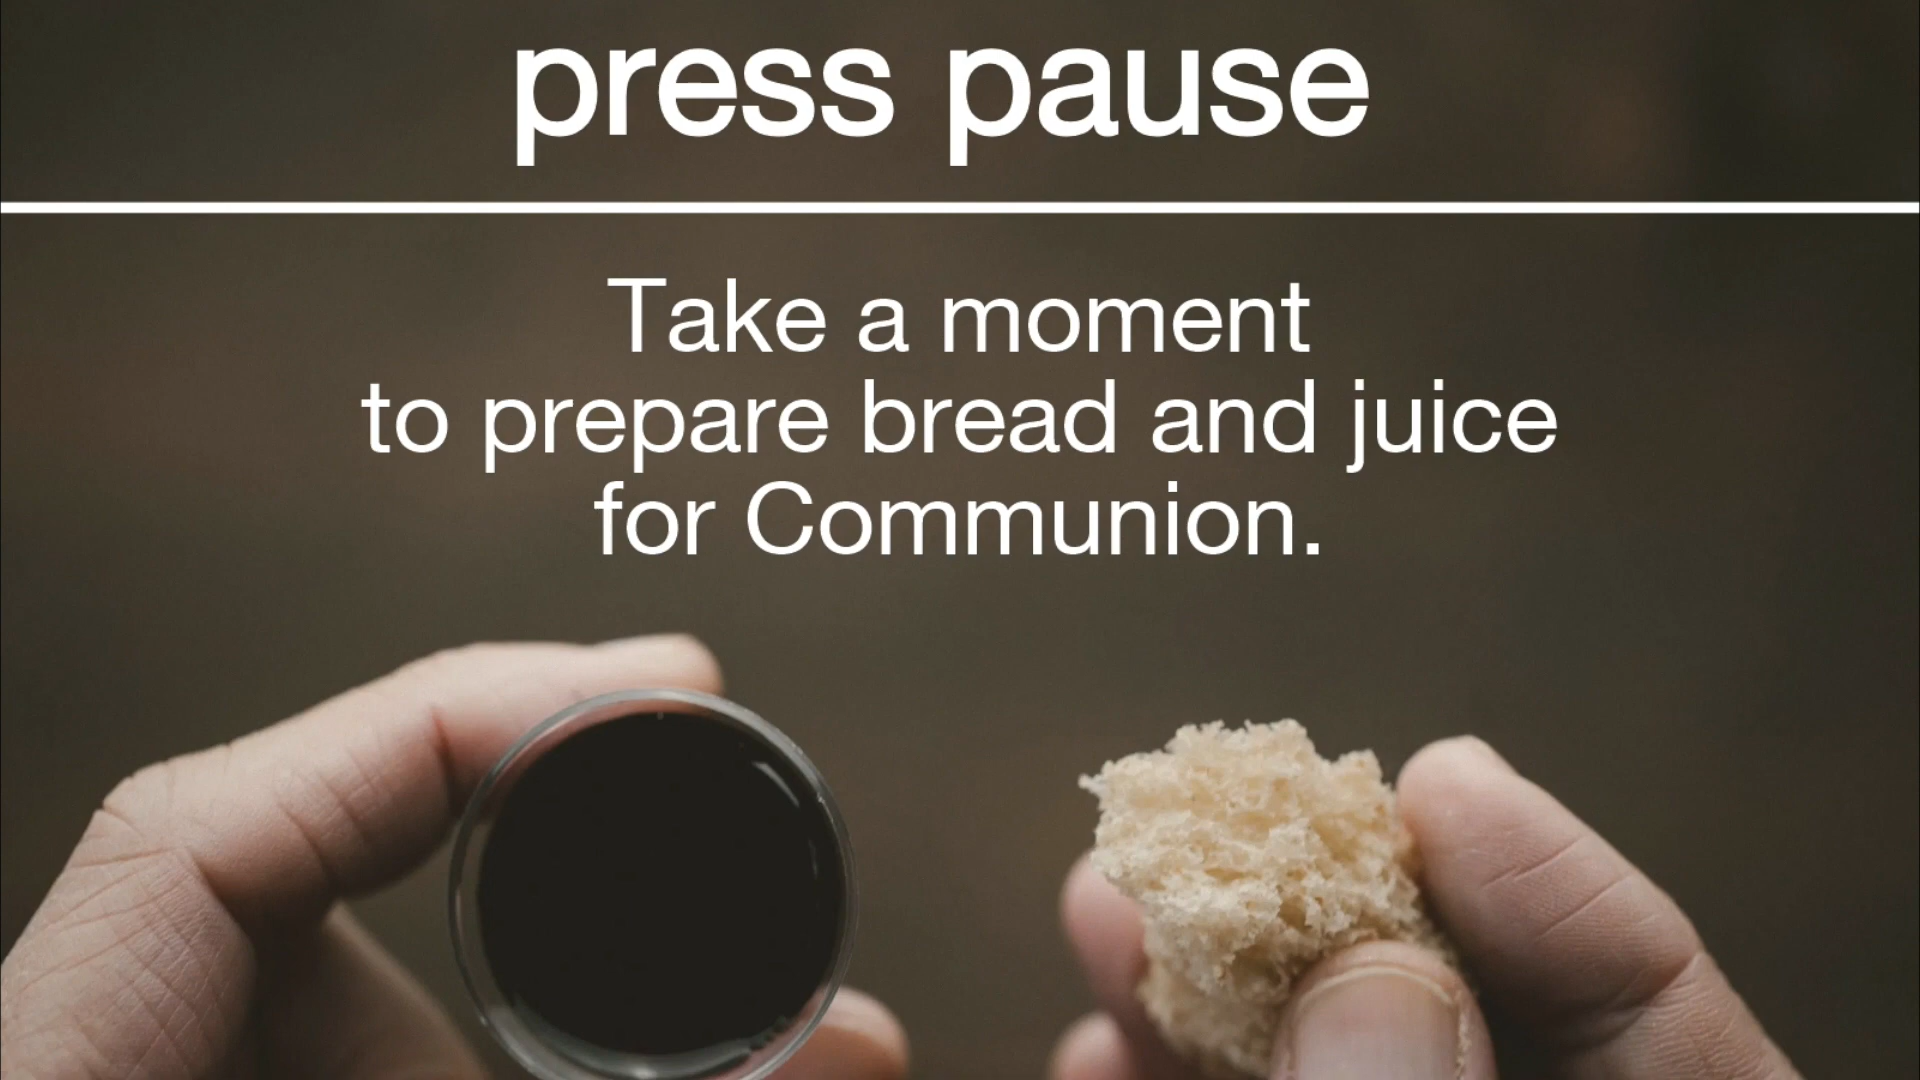 press pause
Take a moment
to prepare bread and juice
for Communion.